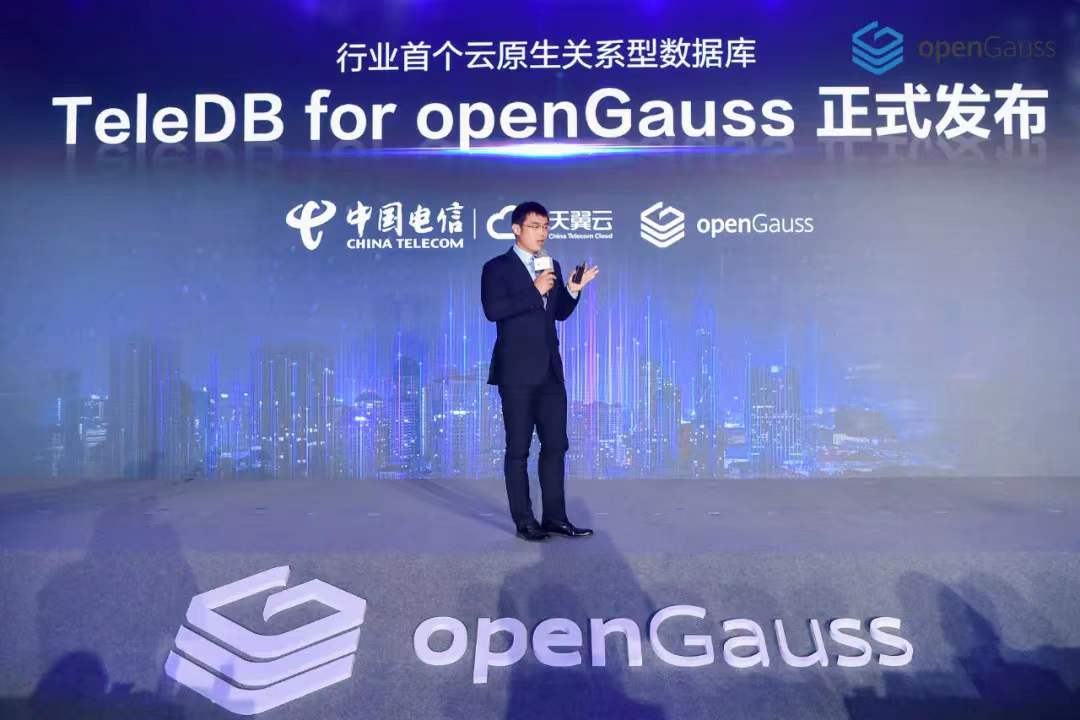 行业首个云原生关系型数据库
openGauss
TeleDB for openGauss 正式发布
中国电信
CHINA TELECOM
天翼云
China Telecom Cloud
openGauss
openGauss